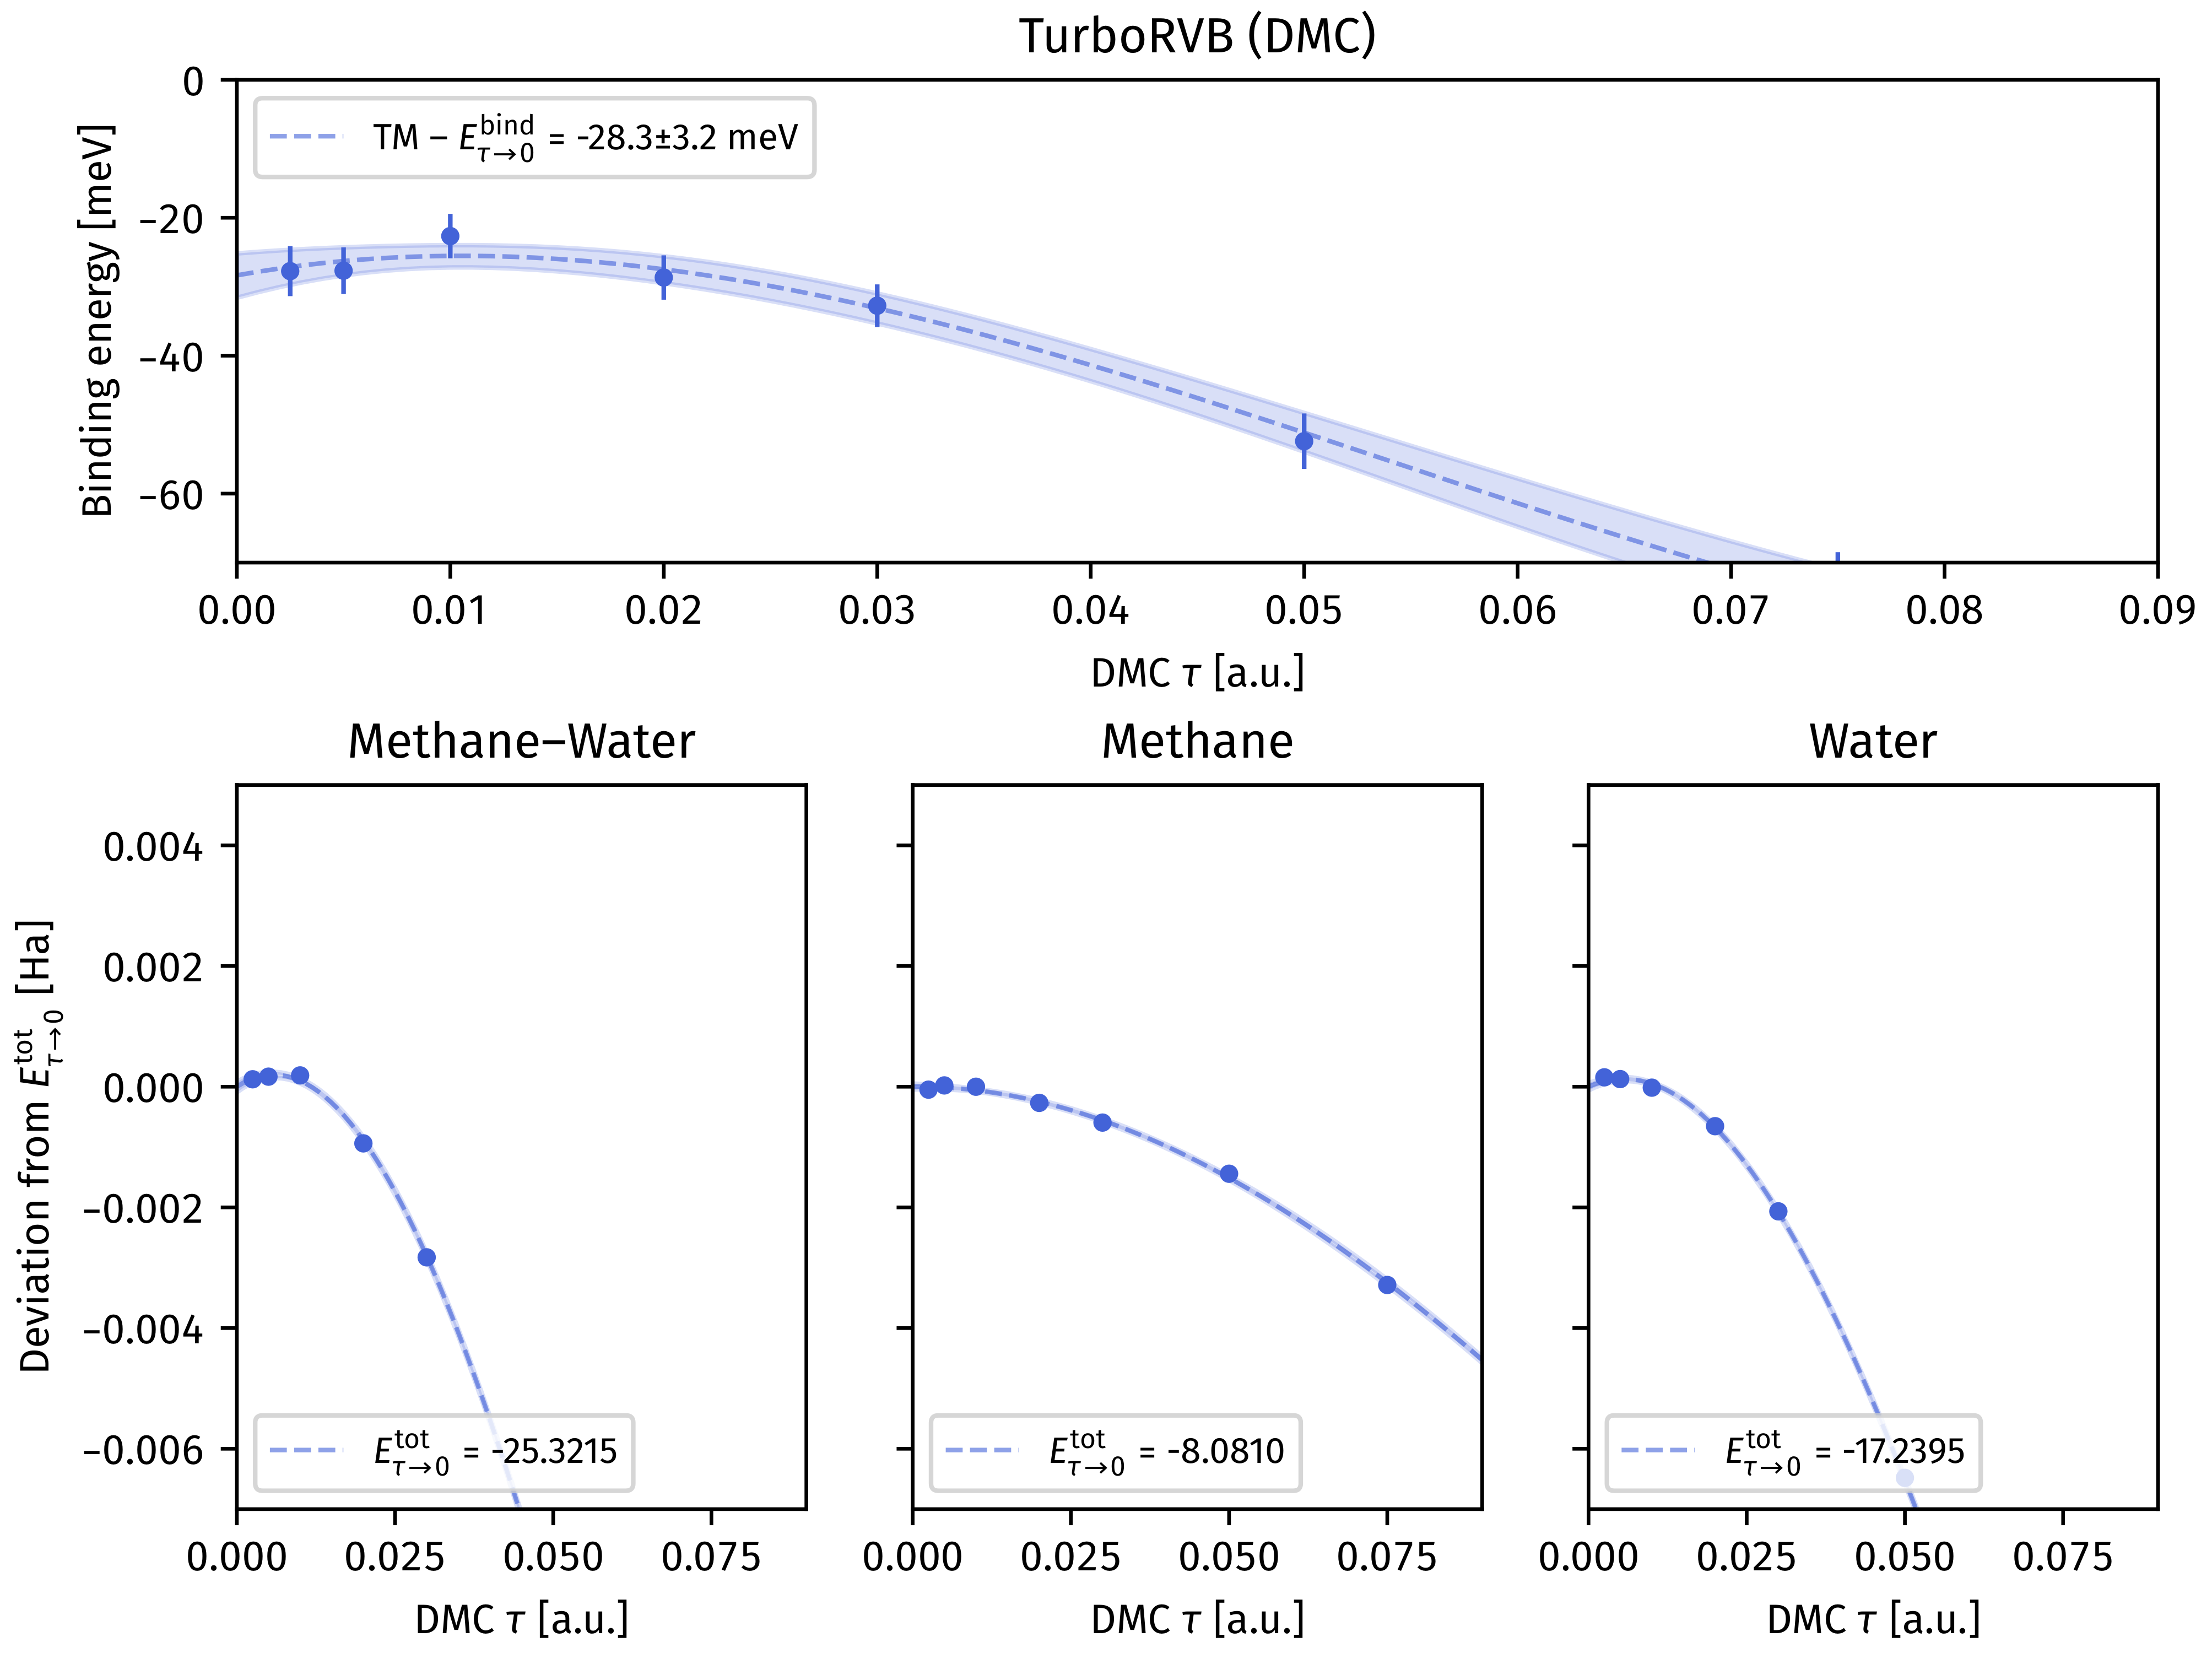 TurboRVB (DMC)
Binding energy [meV]
0
−20
−40
−60
TM − E^bind_τ→0 = -28.3±3.2 meV
0.00 0.01 0.02 0.03 0.04 0.05 0.06 0.07 0.08 0.09
DMC τ [a.u.]
Methane–Water Methane Water
Deviation from E^tot_τ→0 [Ha]
0.004
0.002
0.000
−0.002
−0.004
−0.006
E^tot_τ→0 = -25.3215
E^tot_τ→0 = -8.0810
E^tot_τ→0 = -17.2395
0.000 0.025 0.050 0.075 0.000 0.025 0.050 0.075 0.000 0.025 0.050 0.075
DMC τ [a.u.] DMC τ [a.u.] DMC τ [a.u.]